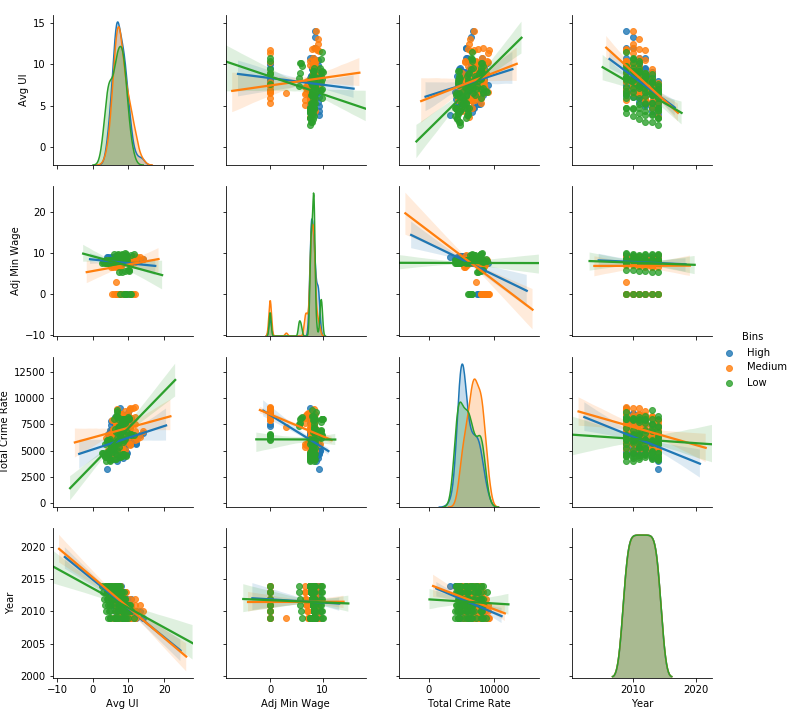 15
10
5
0
Avg UI
20
10
0
−10
Adj Min Wage
Bins
High
Medium
Low
12500
10000
7500
5000
2500
0
Total Crime Rate
2020
2015
2010
2005
2000
Year
−10 0 10 20
Avg UI
0 10
Adj Min Wage
0 10000
Total Crime Rate
2010 2020
Year